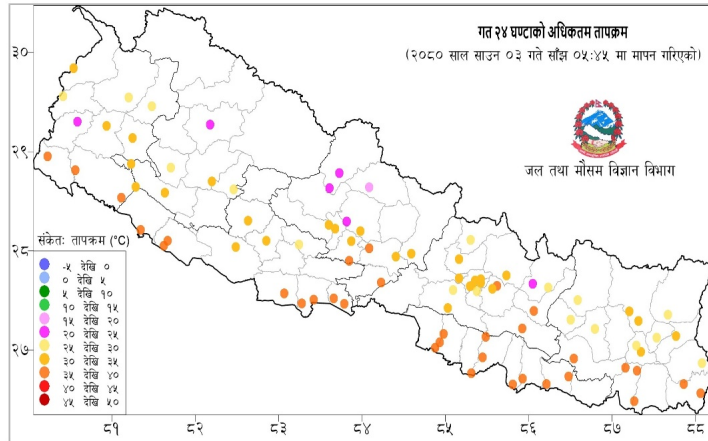 गत २४ घण्टाको अधिकतम तापक्रम
(२०८० साल साउन ०३ गते साँझ ०५:४५ मा मापन गरिएको)
जल तथा मौसम विज्ञान विभाग
३०
२९
२८
२७
संकेतः तापक्रम (°C)
-५ देखि ०
० देखि ५
५ देखि १०
१० देखि १५
१५ देखि २०
२० देखि २५
२५ देखि ३०
३० देखि ३५
३५ देखि ४०
४० देखि ४५
४५ देखि ५०
८१ ८२ ८३ ८४ ८५ ८६ ८७ ८८